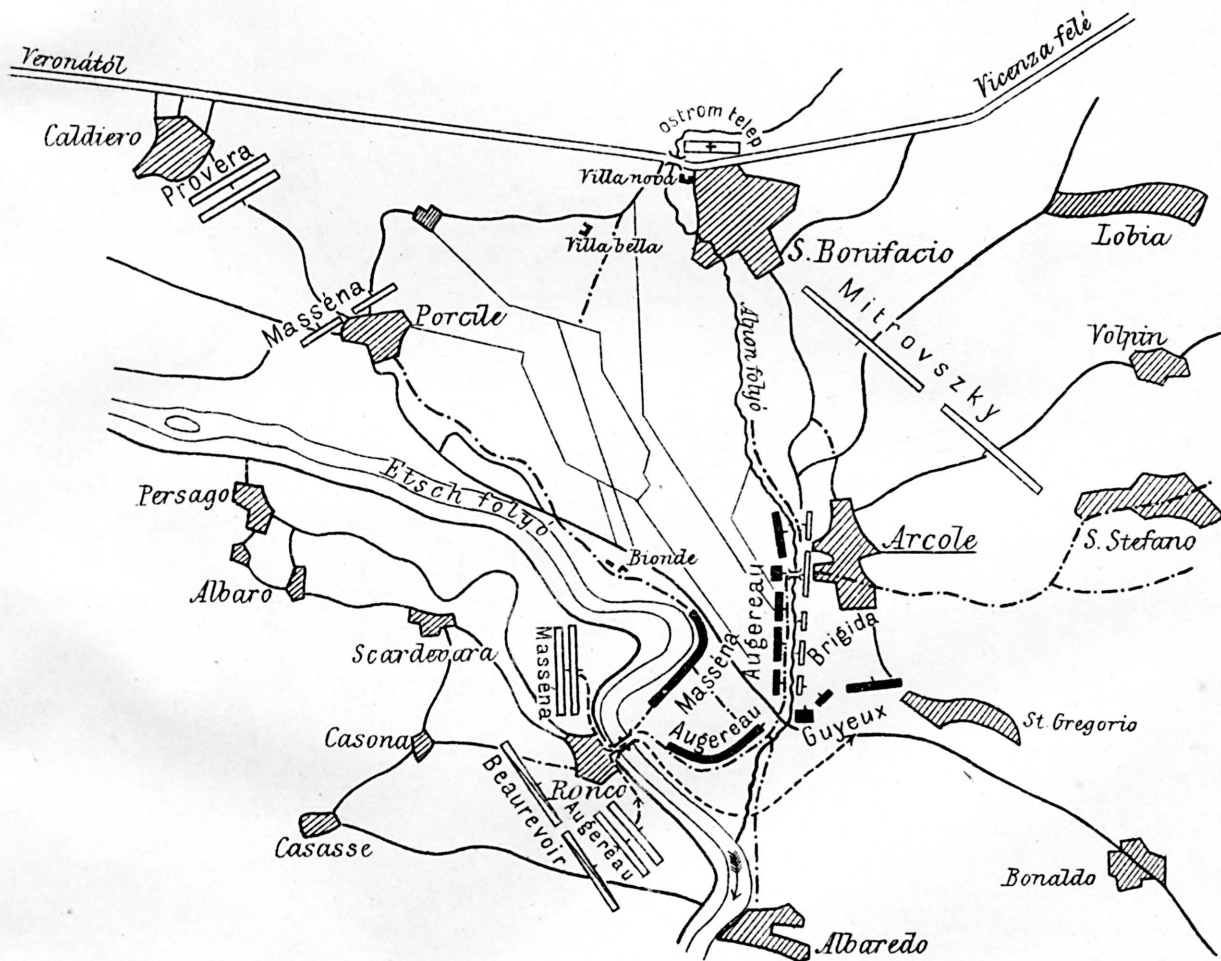 Veronától
Vicenza felé
ostrom telep
Caldiero
Provera
Villa nova
Villa bella
S. Bonifacio
Lobia
Masséna
Porcile
Mitrovszky
Volpin
Alpon folyó
Etsch folyó
Persago
Arcole
S. Stefano
Bionde
Albaro
Augereau
Brigida
Scardevara
Masséna
Masséna
Augereau
Guyeux
St. Gregorio
Casona
Ronco
Beaurevoir
Augereau
Casasse
Bonaldo
Albaredo